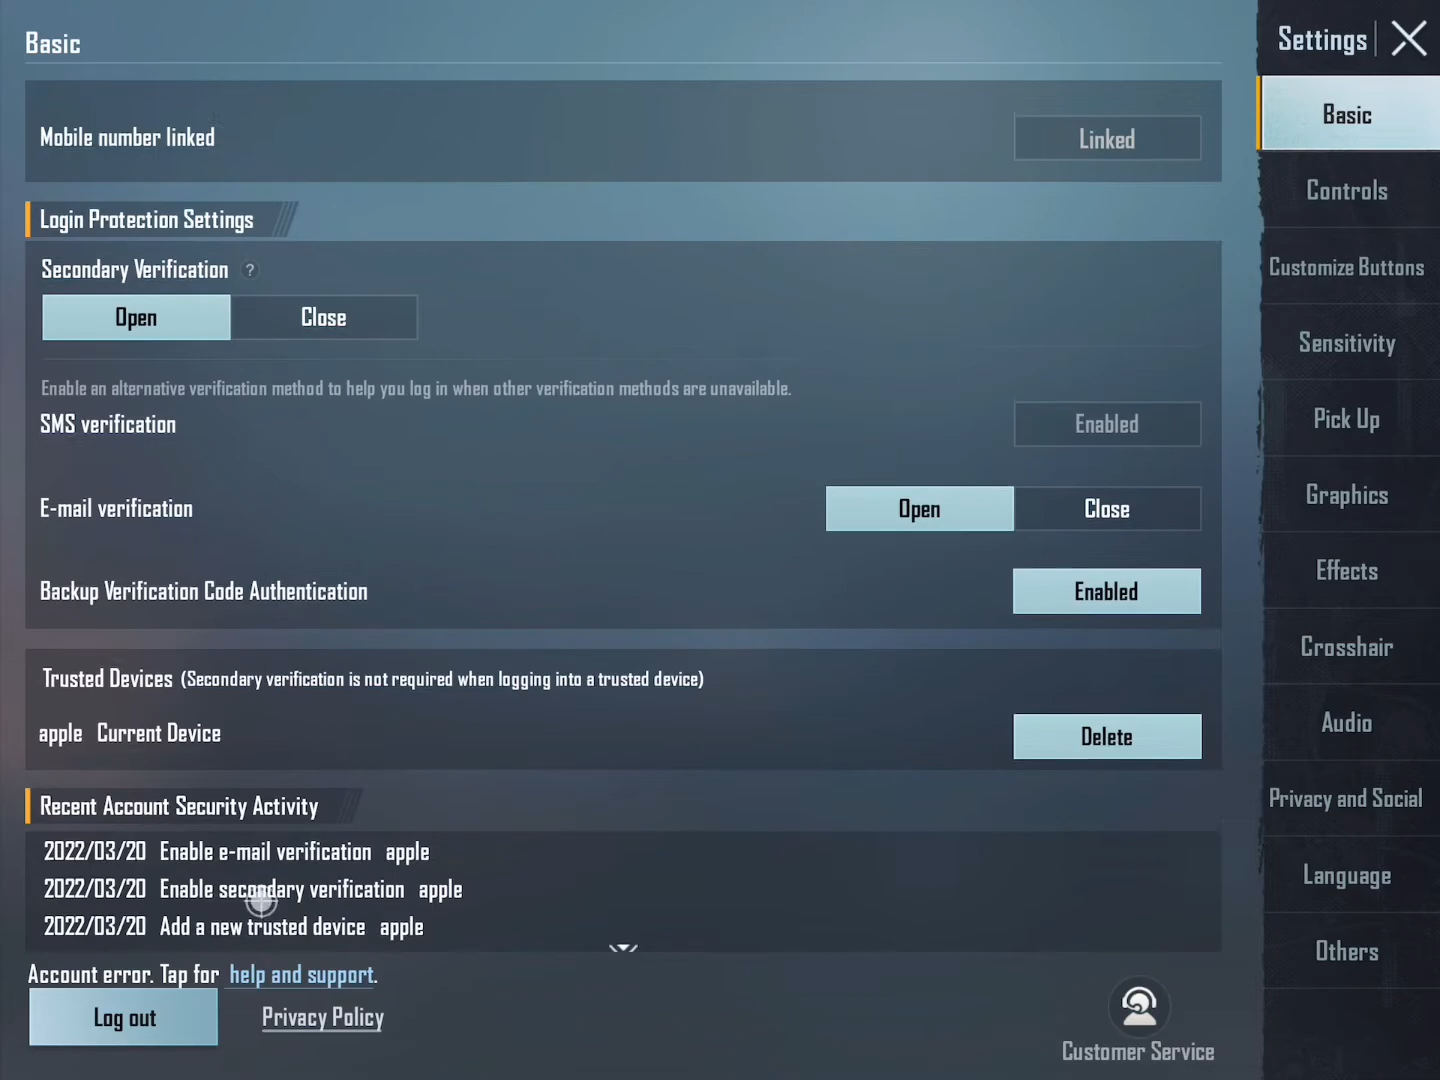 Basic
Settings
Mobile number linked
Linked
Login Protection Settings
Secondary Verification ?
Open
Close
Enable an alternative verification method to help you log in when other verification methods are unavailable.
SMS verification
Enabled
E-mail verification
Open
Close
Backup Verification Code Authentication
Enabled
Trusted Devices (Secondary verification is not required when logging into a trusted device)
apple Current Device
Delete
Recent Account Security Activity
2022/03/20 Enable e-mail verification apple
2022/03/20 Enable secondary verification apple
2022/03/20 Add a new trusted device apple
Account error. Tap for help and support.
Log out
Privacy Policy
Customer Service
Basic
Controls
Customize Buttons
Sensitivity
Pick Up
Graphics
Effects
Crosshair
Audio
Privacy and Social
Language
Others